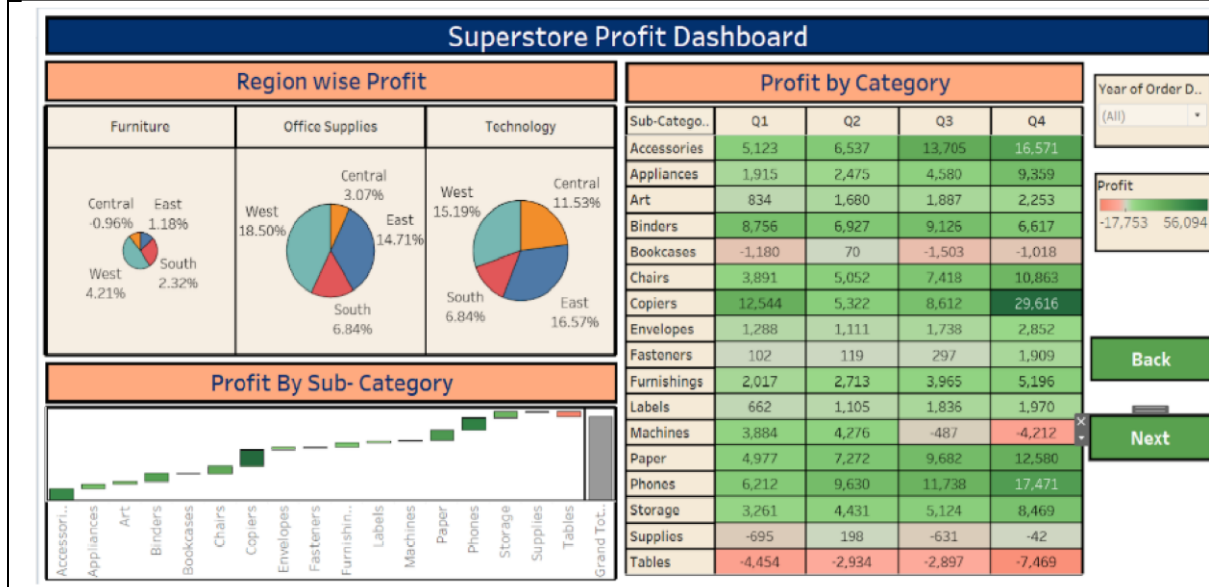 Superstore Profit Dashboard
Region wise Profit
Furniture Office Supplies Technology
Central
-0.96%
East
1.18%
South
2.32%
West
4.21%
Central
3.07%
East
14.71%
South
6.84%
West
18.50%
Central
11.53%
East
16.57%
South
6.84%
West
15.19%
Profit By Sub- Category
Accessori..
Appliances
Art
Binders
Bookcases
Chairs
Copiers
Envelopes
Fasteners
Furnishin..
Labels
Machines
Paper
Phones
Storage
Supplies
Tables
Grand Tot..
Profit by Category
Sub-Catego.. Q1 Q2 Q3 Q4
Accessories 5,123 6,537 13,705 16,571
Appliances 1,915 2,475 4,580 9,359
Art 834 1,680 1,887 2,253
Binders 8,756 6,927 9,126 6,617
Bookcases -1,180 70 -1,503 -1,018
Chairs 3,891 5,052 7,418 10,863
Copiers 12,544 5,322 8,612 29,616
Envelopes 1,288 1,111 1,738 2,852
Fasteners 102 119 297 1,909
Furnishings 2,017 2,713 3,965 5,196
Labels 662 1,105 1,836 1,970
Machines 3,884 4,276 -487 -4,212
Paper 4,977 7,272 9,682 12,580
Phones 6,212 9,630 11,738 17,471
Storage 3,261 4,431 5,124 8,469
Supplies -695 198 -631 -42
Tables -4,454 -2,934 -2,897 -7,469
Year of Order D..
(All)
Profit
-17,753 56,094
Back
Next